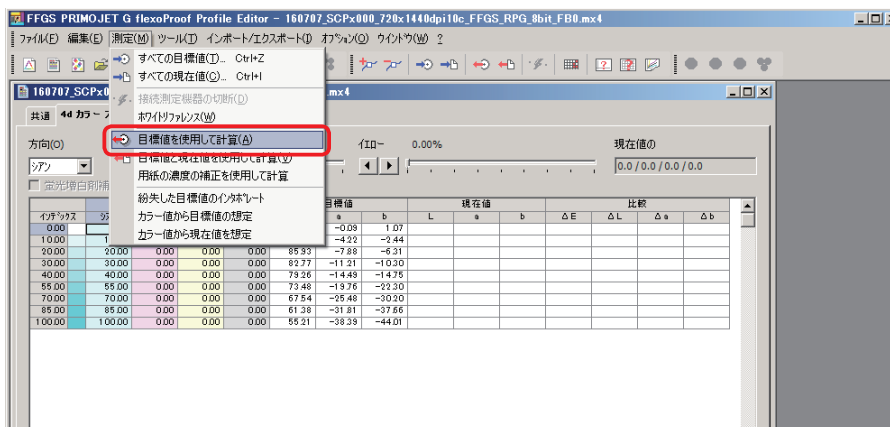 FFGS PRIMOJET G flexoProof Profile Editor - 160707_SCPx000_720x1440dpi10c_FFGS_RPG_8bit_FB0.mx4
ファイル(F) 編集(E) 測定(M) ツール(T) インポート/エクスポート(I) オプション(O) ウインドウ(W) ?
すべての目標値(T)... Ctrl+Z
すべての現在値(C)... Ctrl+I
接続測定機器の切断(D)
ホワイトリファレンス(W)
目標値を使用して計算(A)
目標値と現在値を使用して計算(V)
用紙の濃度の補正を使用して計算
紛失した目標値のインタポレート
カラー値から目標値の想定
カラー値から現在値を想定
160707_SCPx0 .mx4
共通 4d カラー
方向(O) イエロー 0.00% 現在値の
シアン 0.0 / 0.0 / 0.0 / 0.0
蛍光増白剤補
目標値 現在値 比較
インデックス a b L a b ΔE ΔL Δa Δb
0.00 -0.09 1.07
10.00 -4.22 -2.44
20.00 20.00 0.00 0.00 0.00 85.93 -7.88 -6.31
30.00 30.00 0.00 0.00 0.00 82.77 -11.21 -10.30
40.00 40.00 0.00 0.00 0.00 79.26 -14.49 -14.75
55.00 55.00 0.00 0.00 0.00 73.48 -19.76 -22.30
70.00 70.00 0.00 0.00 0.00 67.54 -25.48 -30.20
85.00 85.00 0.00 0.00 0.00 61.38 -31.81 -37.66
100.00 100.00 0.00 0.00 0.00 55.21 -38.39 -44.01